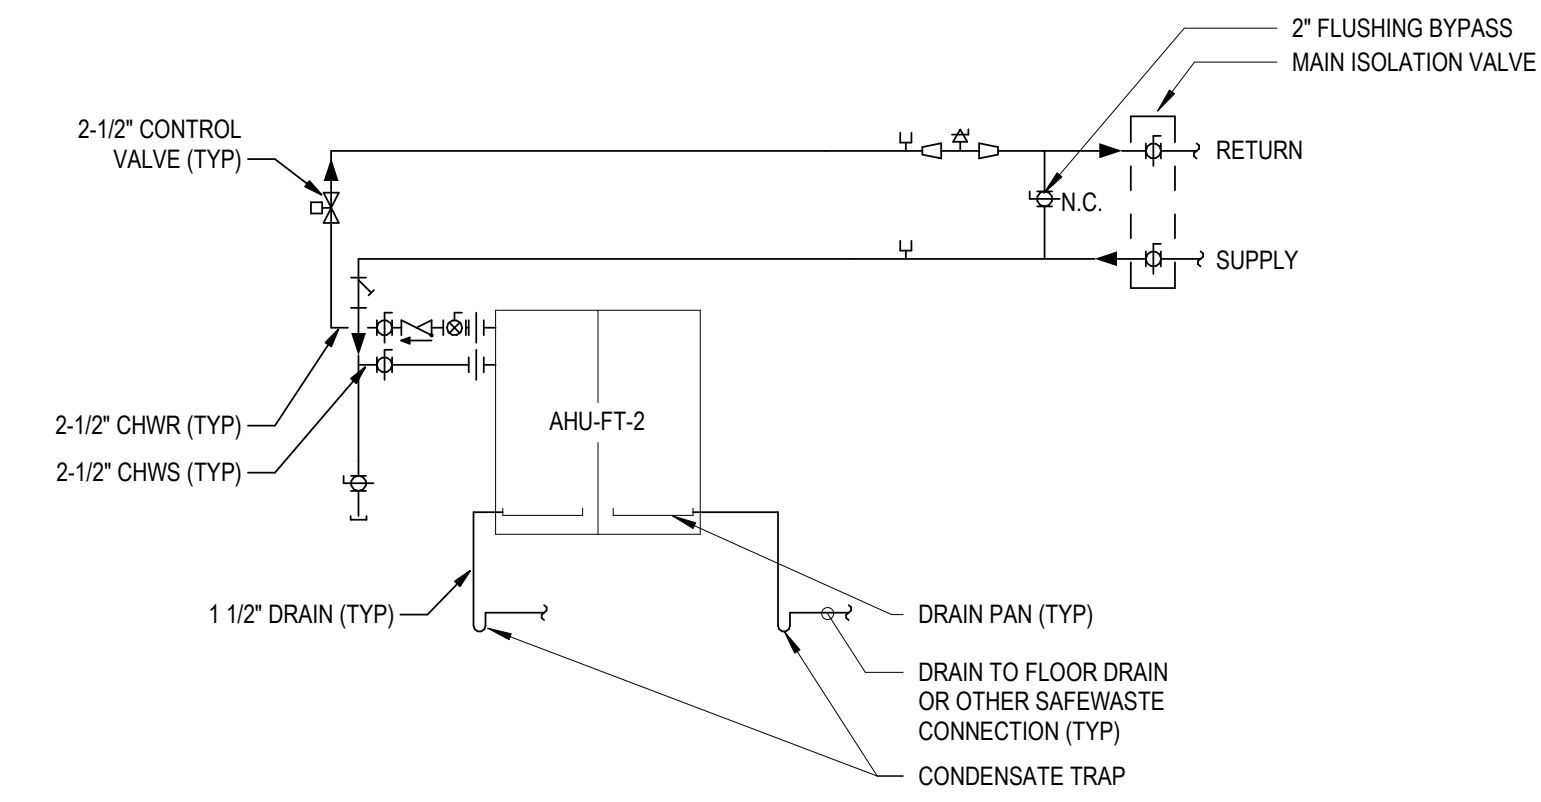 2" FLUSHING BYPASS
MAIN ISOLATION VALVE
2-1/2" CONTROL
VALVE (TYP)
RETURN
N.C.
SUPPLY
AHU-FT-2
2-1/2" CHWR (TYP)
2-1/2" CHWS (TYP)
1 1/2" DRAIN (TYP)
DRAIN PAN (TYP)
DRAIN TO FLOOR DRAIN
OR OTHER SAFEWASTE
CONNECTION (TYP)
CONDENSATE TRAP